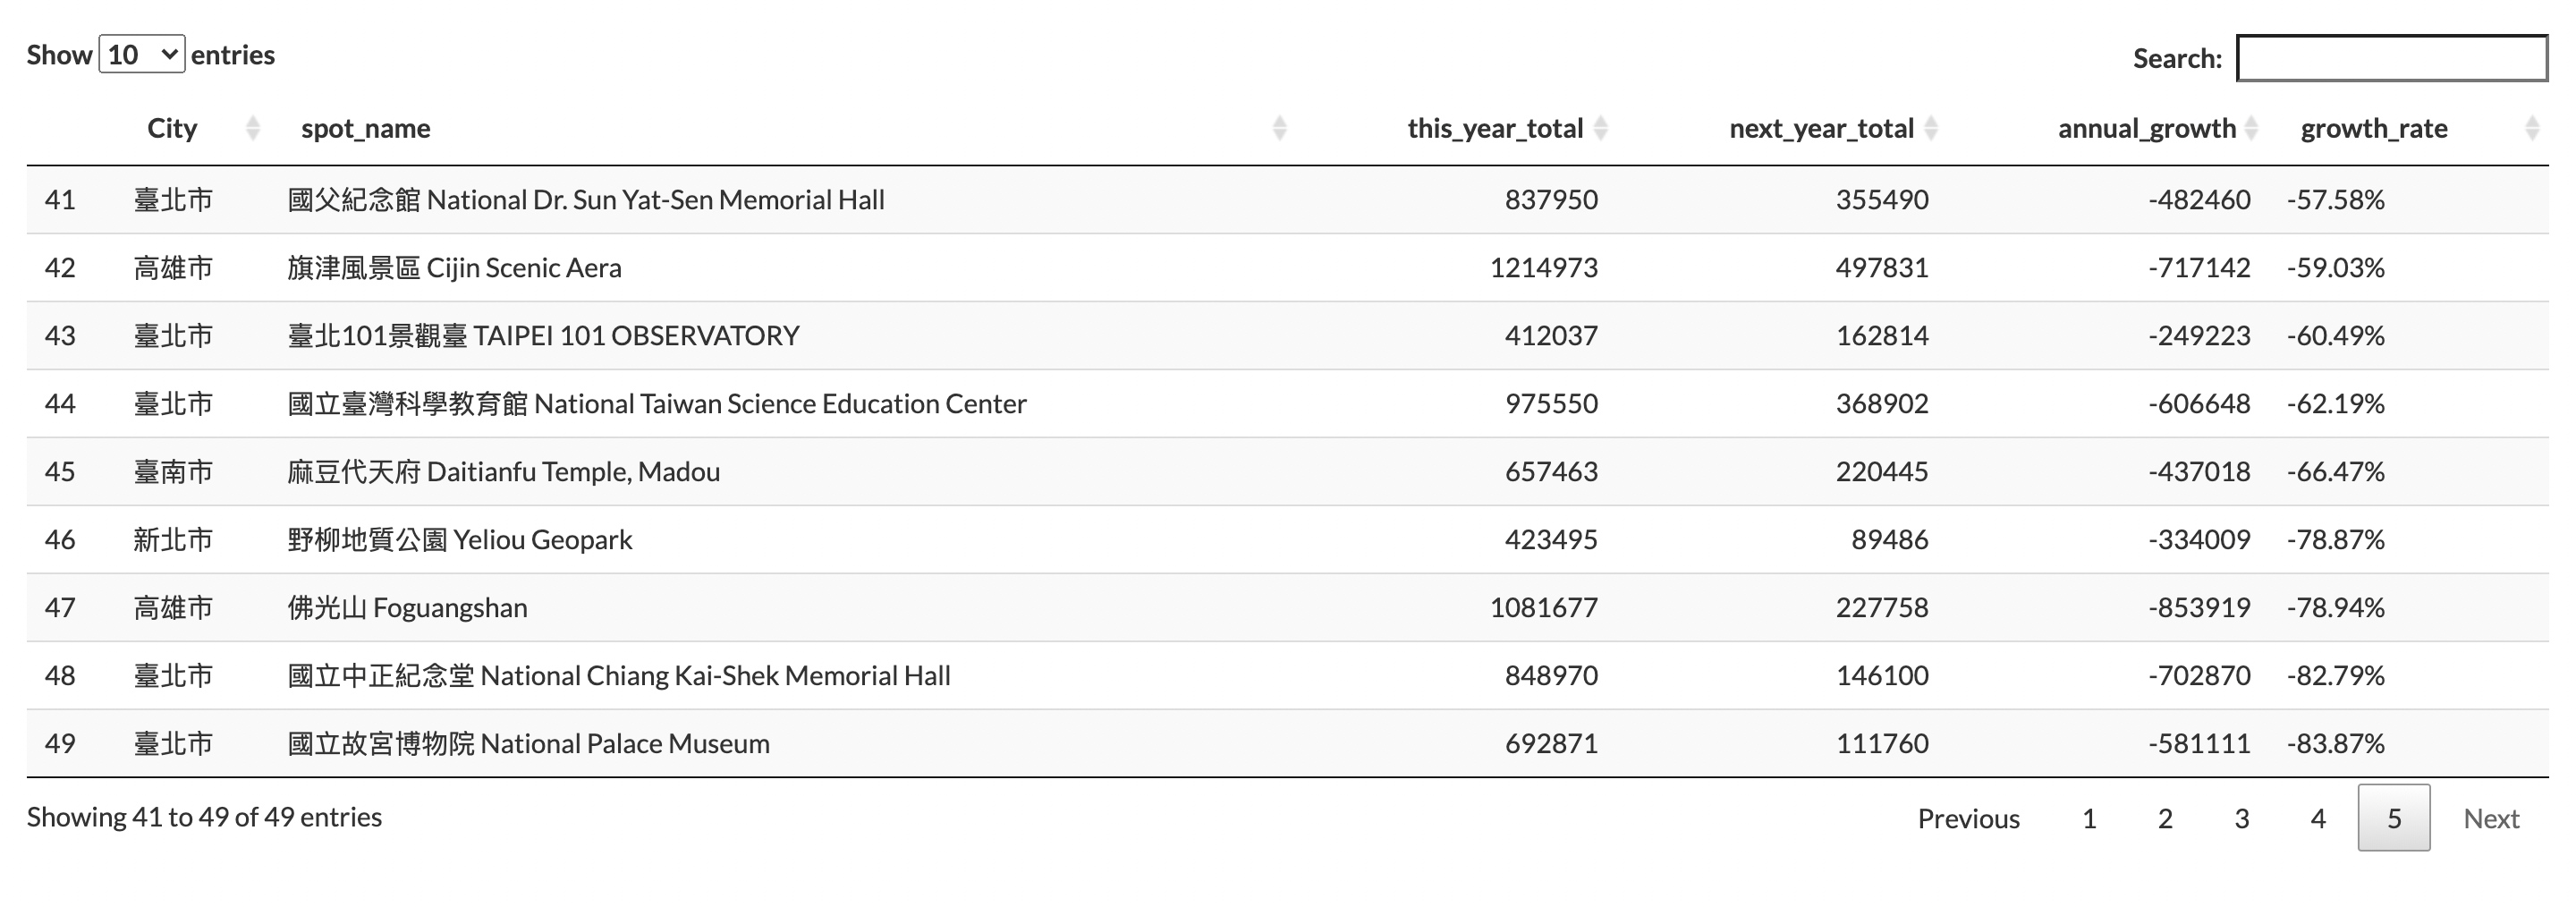 Show 10 entries
Search:
City spot_name this_year_total next_year_total annual_growth growth_rate
41 臺北市 國父紀念館 National Dr. Sun Yat-Sen Memorial Hall 837950 355490 -482460 -57.58%
42 高雄市 旗津風景區 Cijin Scenic Aera 1214973 497831 -717142 -59.03%
43 臺北市 臺北101景觀臺 TAIPEI 101 OBSERVATORY 412037 162814 -249223 -60.49%
44 臺北市 國立臺灣科學教育館 National Taiwan Science Education Center 975550 368902 -606648 -62.19%
45 臺南市 麻豆代天府 Daitianfu Temple, Madou 657463 220445 -437018 -66.47%
46 新北市 野柳地質公園 Yeliou Geopark 423495 89486 -334009 -78.87%
47 高雄市 佛光山 Foguangshan 1081677 227758 -853919 -78.94%
48 臺北市 國立中正紀念堂 National Chiang Kai-Shek Memorial Hall 848970 146100 -702870 -82.79%
49 臺北市 國立故宮博物院 National Palace Museum 692871 111760 -581111 -83.87%
Showing 41 to 49 of 49 entries
Previous 1 2 3 4 5 Next